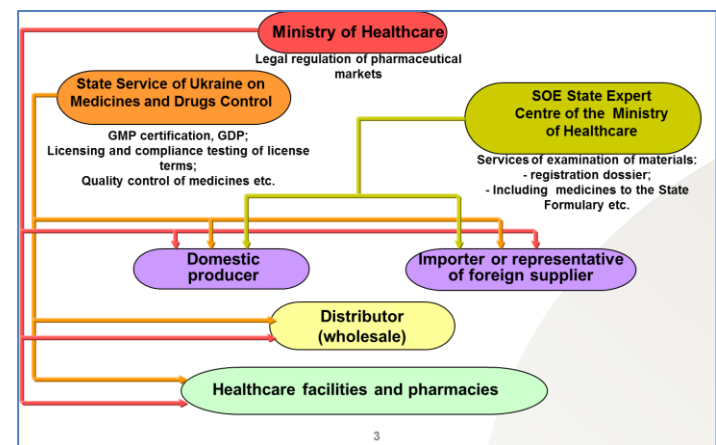 Ministry of Healthcare
Legal regulation of pharmaceutical
markets
State Service of Ukraine on
Medicines and Drugs Control
GMP certification, GDP;
Licensing and compliance testing of license
terms;
Quality control of medicines etc.
SOE State Expert
Centre of the Ministry
of Healthcare
Services of examination of materials:
- registration dossier;
- Including medicines to the State
Formulary etc.
Domestic
producer
Importer or representative
of foreign supplier
Distributor
(wholesale)
Healthcare facilities and pharmacies
3